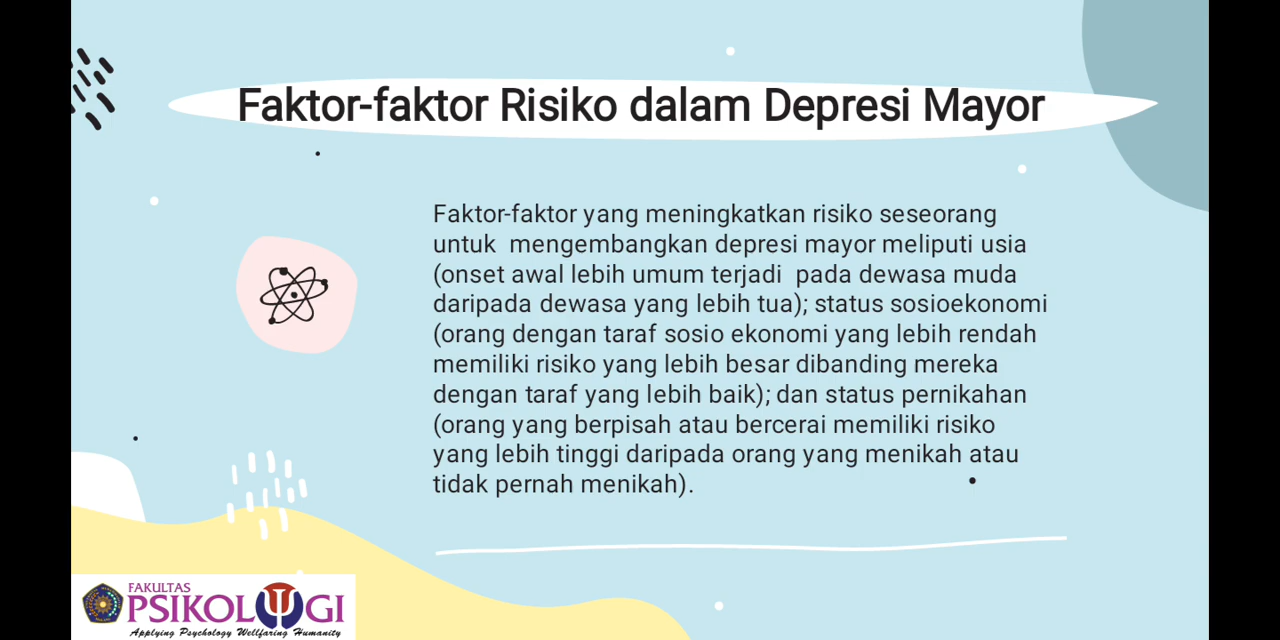 Faktor-faktor Risiko dalam Depresi Mayor
Faktor-faktor yang meningkatkan risiko seseorang
untuk mengembangkan depresi mayor meliputi usia
(onset awal lebih umum terjadi pada dewasa muda
daripada dewasa yang lebih tua); status sosioekonomi
(orang dengan taraf sosio ekonomi yang lebih rendah
memiliki risiko yang lebih besar dibanding mereka
dengan taraf yang lebih baik); dan status pernikahan
(orang yang berpisah atau bercerai memiliki risiko
yang lebih tinggi daripada orang yang menikah atau
tidak pernah menikah).
FAKULTAS
PSIKOLOGI
Applying Psychology Wellfaring Humanity